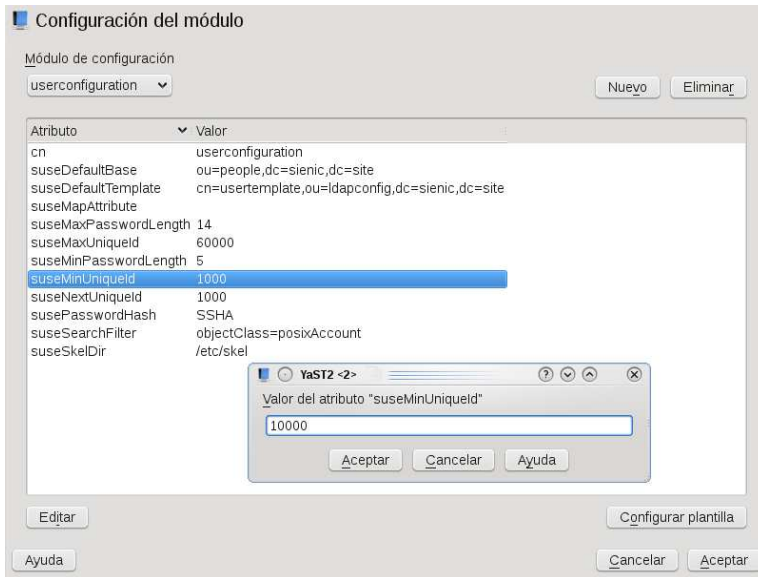 Configuración del módulo
Módulo de configuración
userconfiguration
Nuevo Eliminar
Atributo Valor
cn userconfiguration
suseDefaultBase ou=people,dc=sienic,dc=site
suseDefaultTemplate cn=usertemplate,ou=ldapconfig,dc=sienic,dc=site
suseMapAttribute
suseMaxPasswordLength 14
suseMaxUniqueId 60000
suseMinPasswordLength 5
suseMinUniqueId 1000
suseNextUniqueId 1000
susePasswordHash SSHA
suseSearchFilter objectClass=posixAccount
suseSkelDir /etc/skel
YaST2 <2>
Valor del atributo "suseMinUniqueId"
10000
Aceptar Cancelar Ayuda
Editar Configurar plantilla
Ayuda Cancelar Aceptar